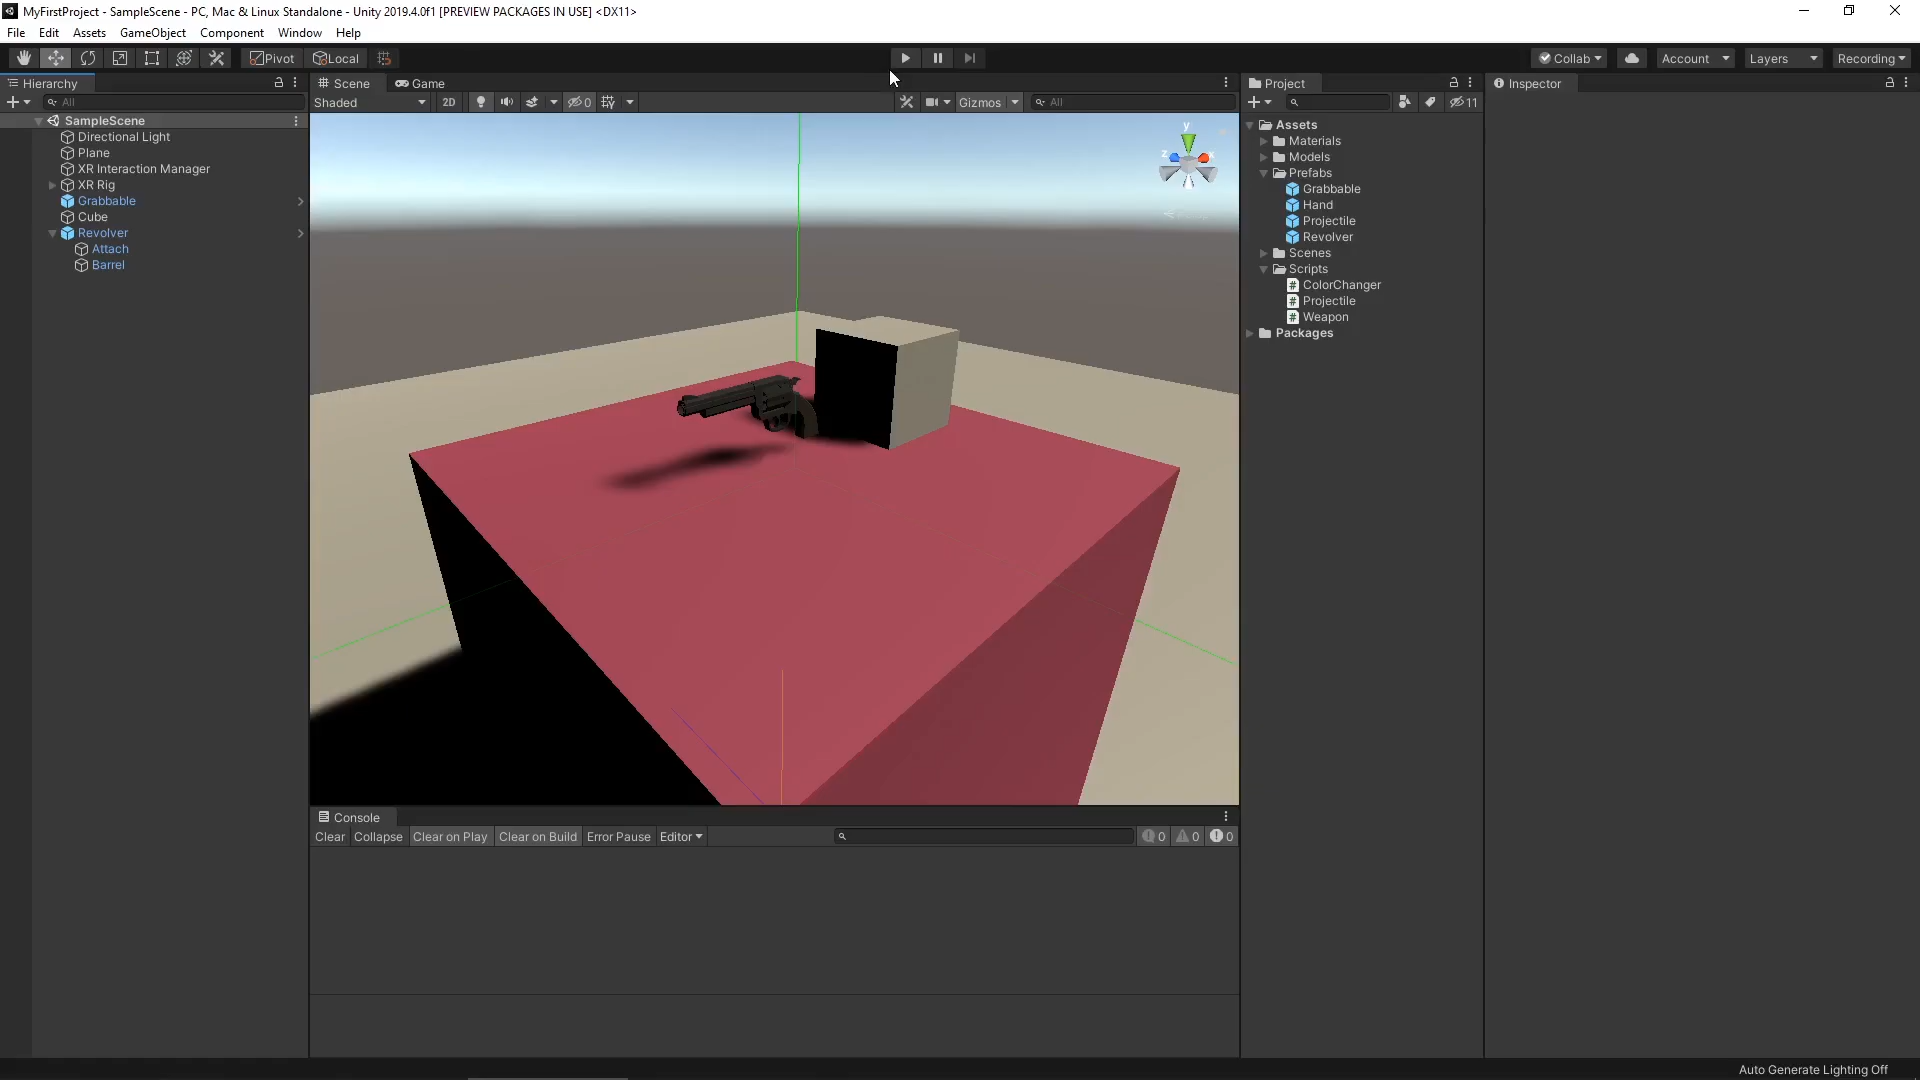 MyFirstProject - SampleScene - PC, Mac & Linux Standalone - Unity 2019.4.0f1 [PREVIEW PACKAGES IN USE] <DX11>
File Edit Assets GameObject Component Window Help
Pivot Local Collab Account Layers Recording
Hierarchy
All
SampleScene
Directional Light
Plane
XR Interaction Manager
XR Rig
Grabbable
Cube
Revolver
Attach
Barrel
Scene Game
Shaded 2D 0 Gizmos All
y
z x
Console
Clear Collapse Clear on Play Clear on Build Error Pause Editor 0 0 0
Project
11
Assets
Materials
Models
Prefabs
Grabbable
Hand
Projectile
Revolver
Scenes
Scripts
ColorChanger
Projectile
Weapon
Packages
Inspector
Auto Generate Lighting Off